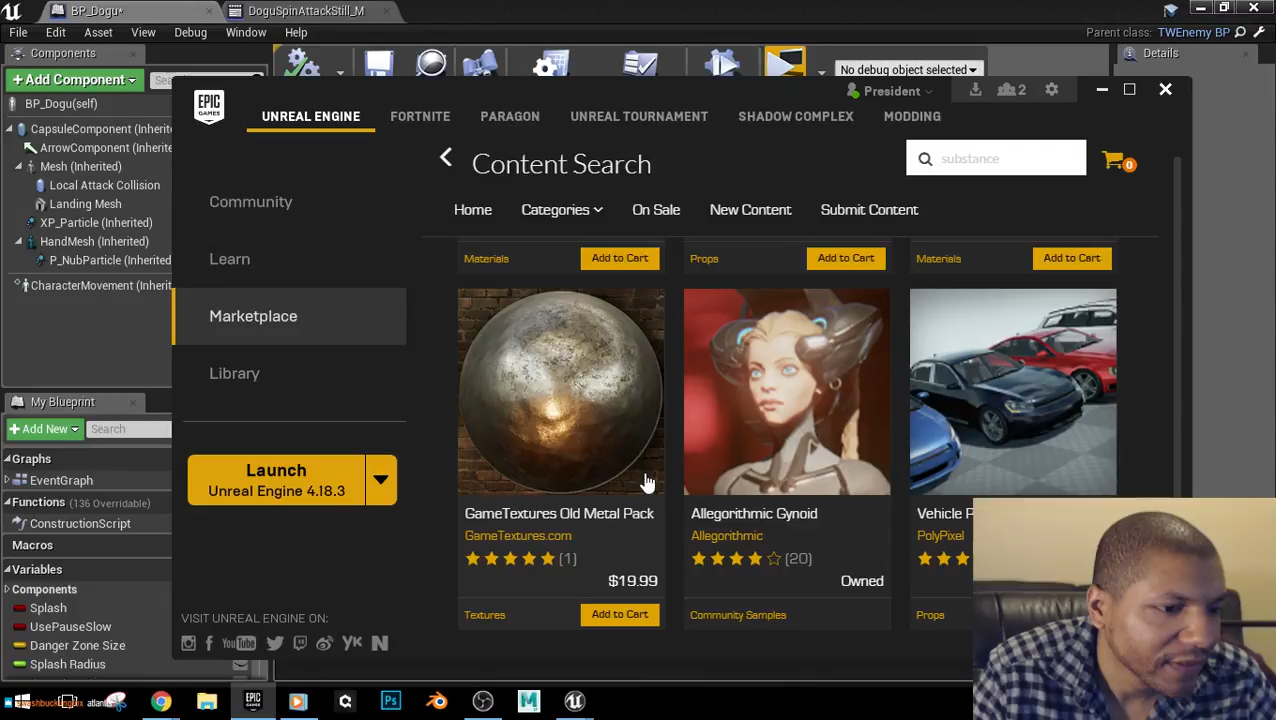 BP_Dogu*
DoguSpinAttackStill_M
File Edit Asset View Debug Window Help
Parent class: TWEnemy BP
Components
Details
+Add Component
No debug object selected
BP_Dogu(self)
CapsuleComponent (Inherited
ArrowComponent (Inherite
Mesh (Inherited)
Local Attack Collision
Landing Mesh
XP_Particle (Inherited)
HandMesh (Inherited)
P_NubParticle (Inherited
CharacterMovement (Inherit
My Blueprint
+Add New
Search
Graphs
EventGraph
Functions (136 Overridable)
ConstructionScript
Macros
Variables
Components
Splash
UsePauseSlow
Danger Zone Size
Splash Radius
EPIC
GAMES
President
2
UNREAL ENGINE FORTNITE PARAGON UNREAL TOURNAMENT SHADOW COMPLEX MODDING
Community
Learn
Marketplace
Library
Launch
Unreal Engine 4.18.3
VISIT UNREAL ENGINE ON:
You Tube
Content Search
substance
0
Home Categories On Sale New Content Submit Content
Materials Add to Cart
Props Add to Cart
Materials Add to Cart
GameTextures Old Metal Pack
GameTextures.com
(1)
$19.99
Textures Add to Cart
Allegorithmic Gynoid
Allegorithmic
(20)
Owned
Community Samples
Vehicle P
PolyPixel
Props
Ps
M